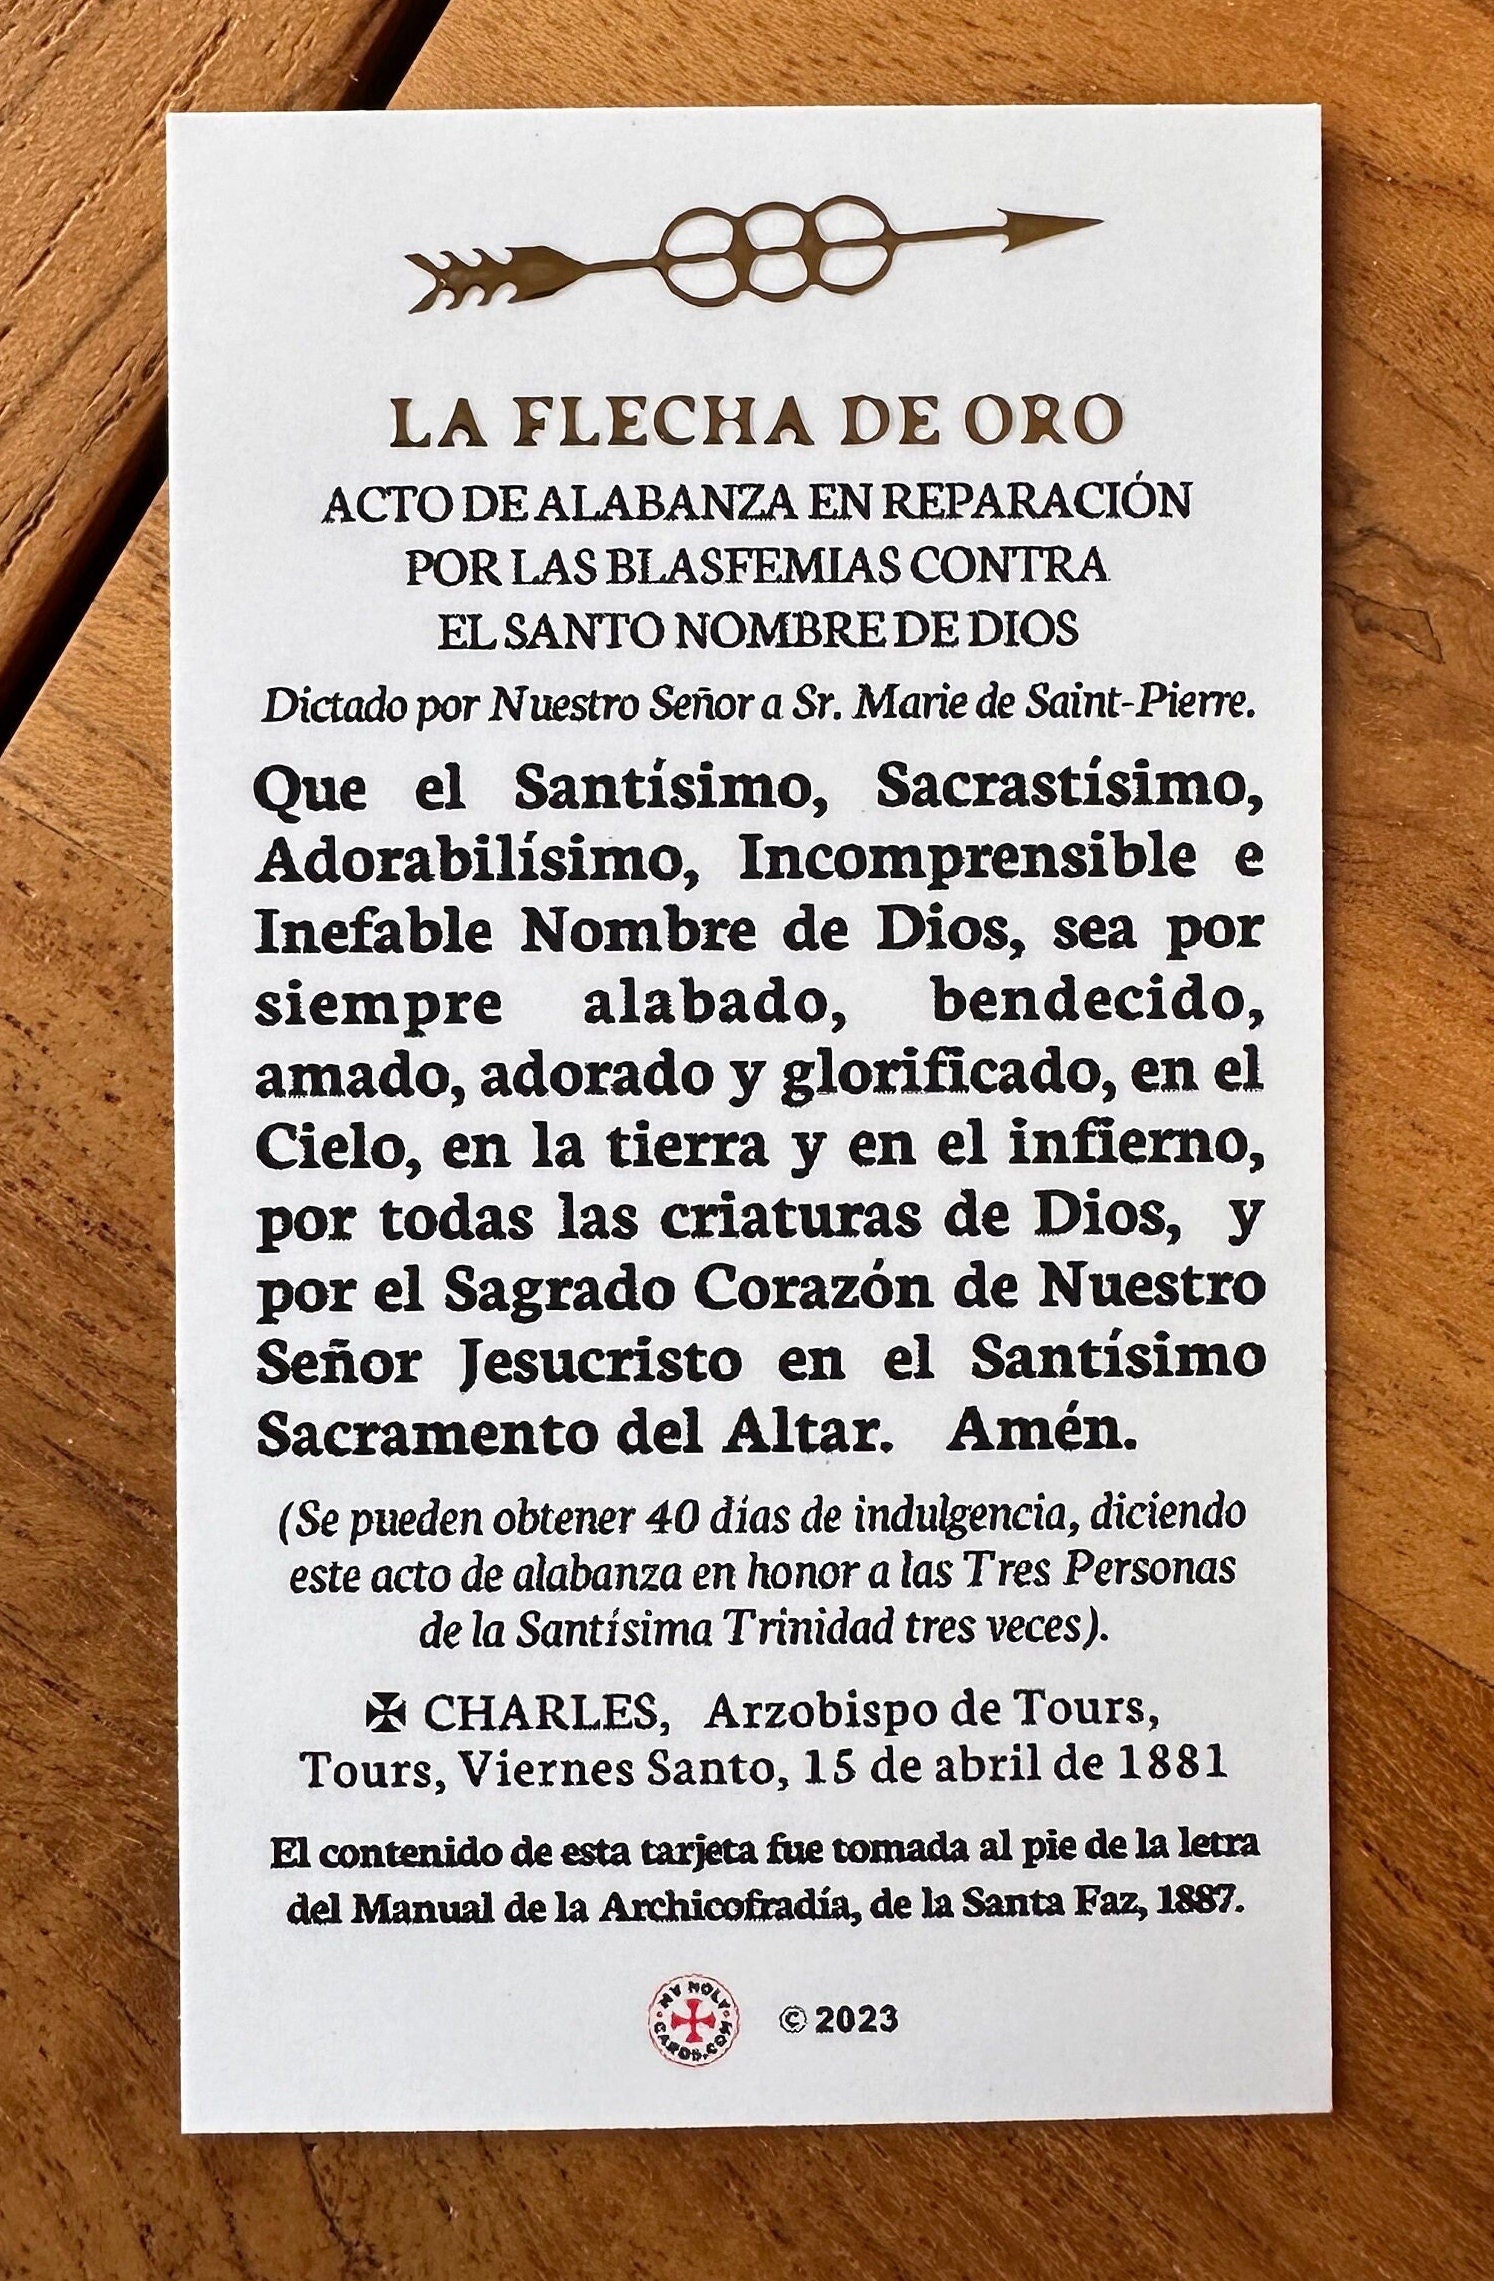 LA FLECHA DE ORO
ACTO DE ALABANZA EN REPARACIÓN
POR LAS BLASFEMIAS CONTRA
EL SANTO NOMBRE DE DIOS
Dictado por Nuestro Señor a Sr. Marie de Saint-Pierre.
Que el Santísimo, Sacrastísimo,
Adorabilísimo, Incomprensible e
Inefable Nombre de Dios, sea por
siempre alabado, bendecido,
amado, adorado y glorificado, en el
Cielo, en la tierra y en el infierno,
por todas las criaturas de Dios, y
por el Sagrado Corazón de Nuestro
Señor Jesucristo en el Santísimo
Sacramento del Altar. Amén.
(Se pueden obtener 40 días de indulgencia, diciendo
este acto de alabanza en honor a las Tres Personas
de la Santísima Trinidad tres veces).
✠ CHARLES, Arzobispo de Tours,
Tours, Viernes Santo, 15 de abril de 1881
El contenido de esta tarjeta fue tomada al pie de la letra
del Manual de la Archicofradía, de la Santa Faz, 1887.
© 2023